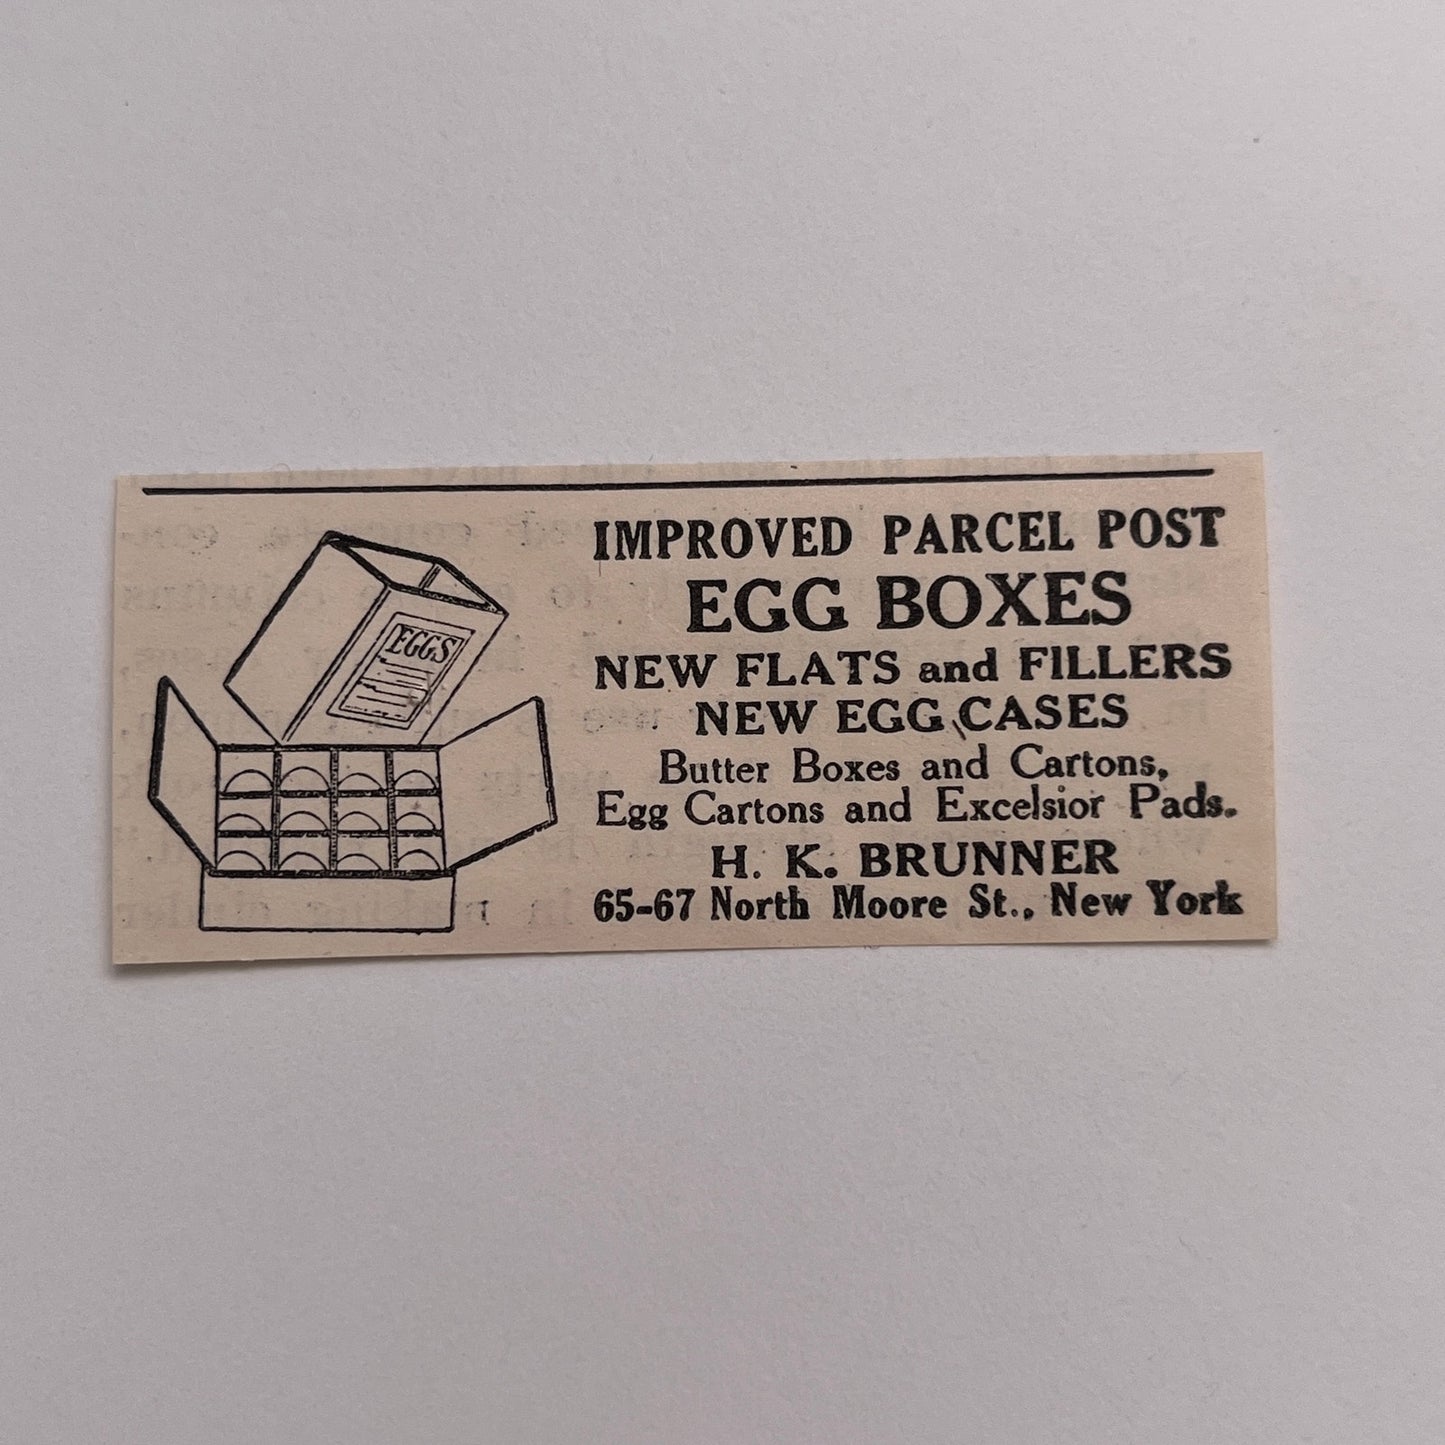 EGGS
IMPROVED PARCEL POST
EGG BOXES
NEW FLATS and FILLERS
NEW EGG CASES
Butter Boxes and Cartons,
Egg Cartons and Excelsior Pads.
H. K. BRUNNER
65-67 North Moore St., New York